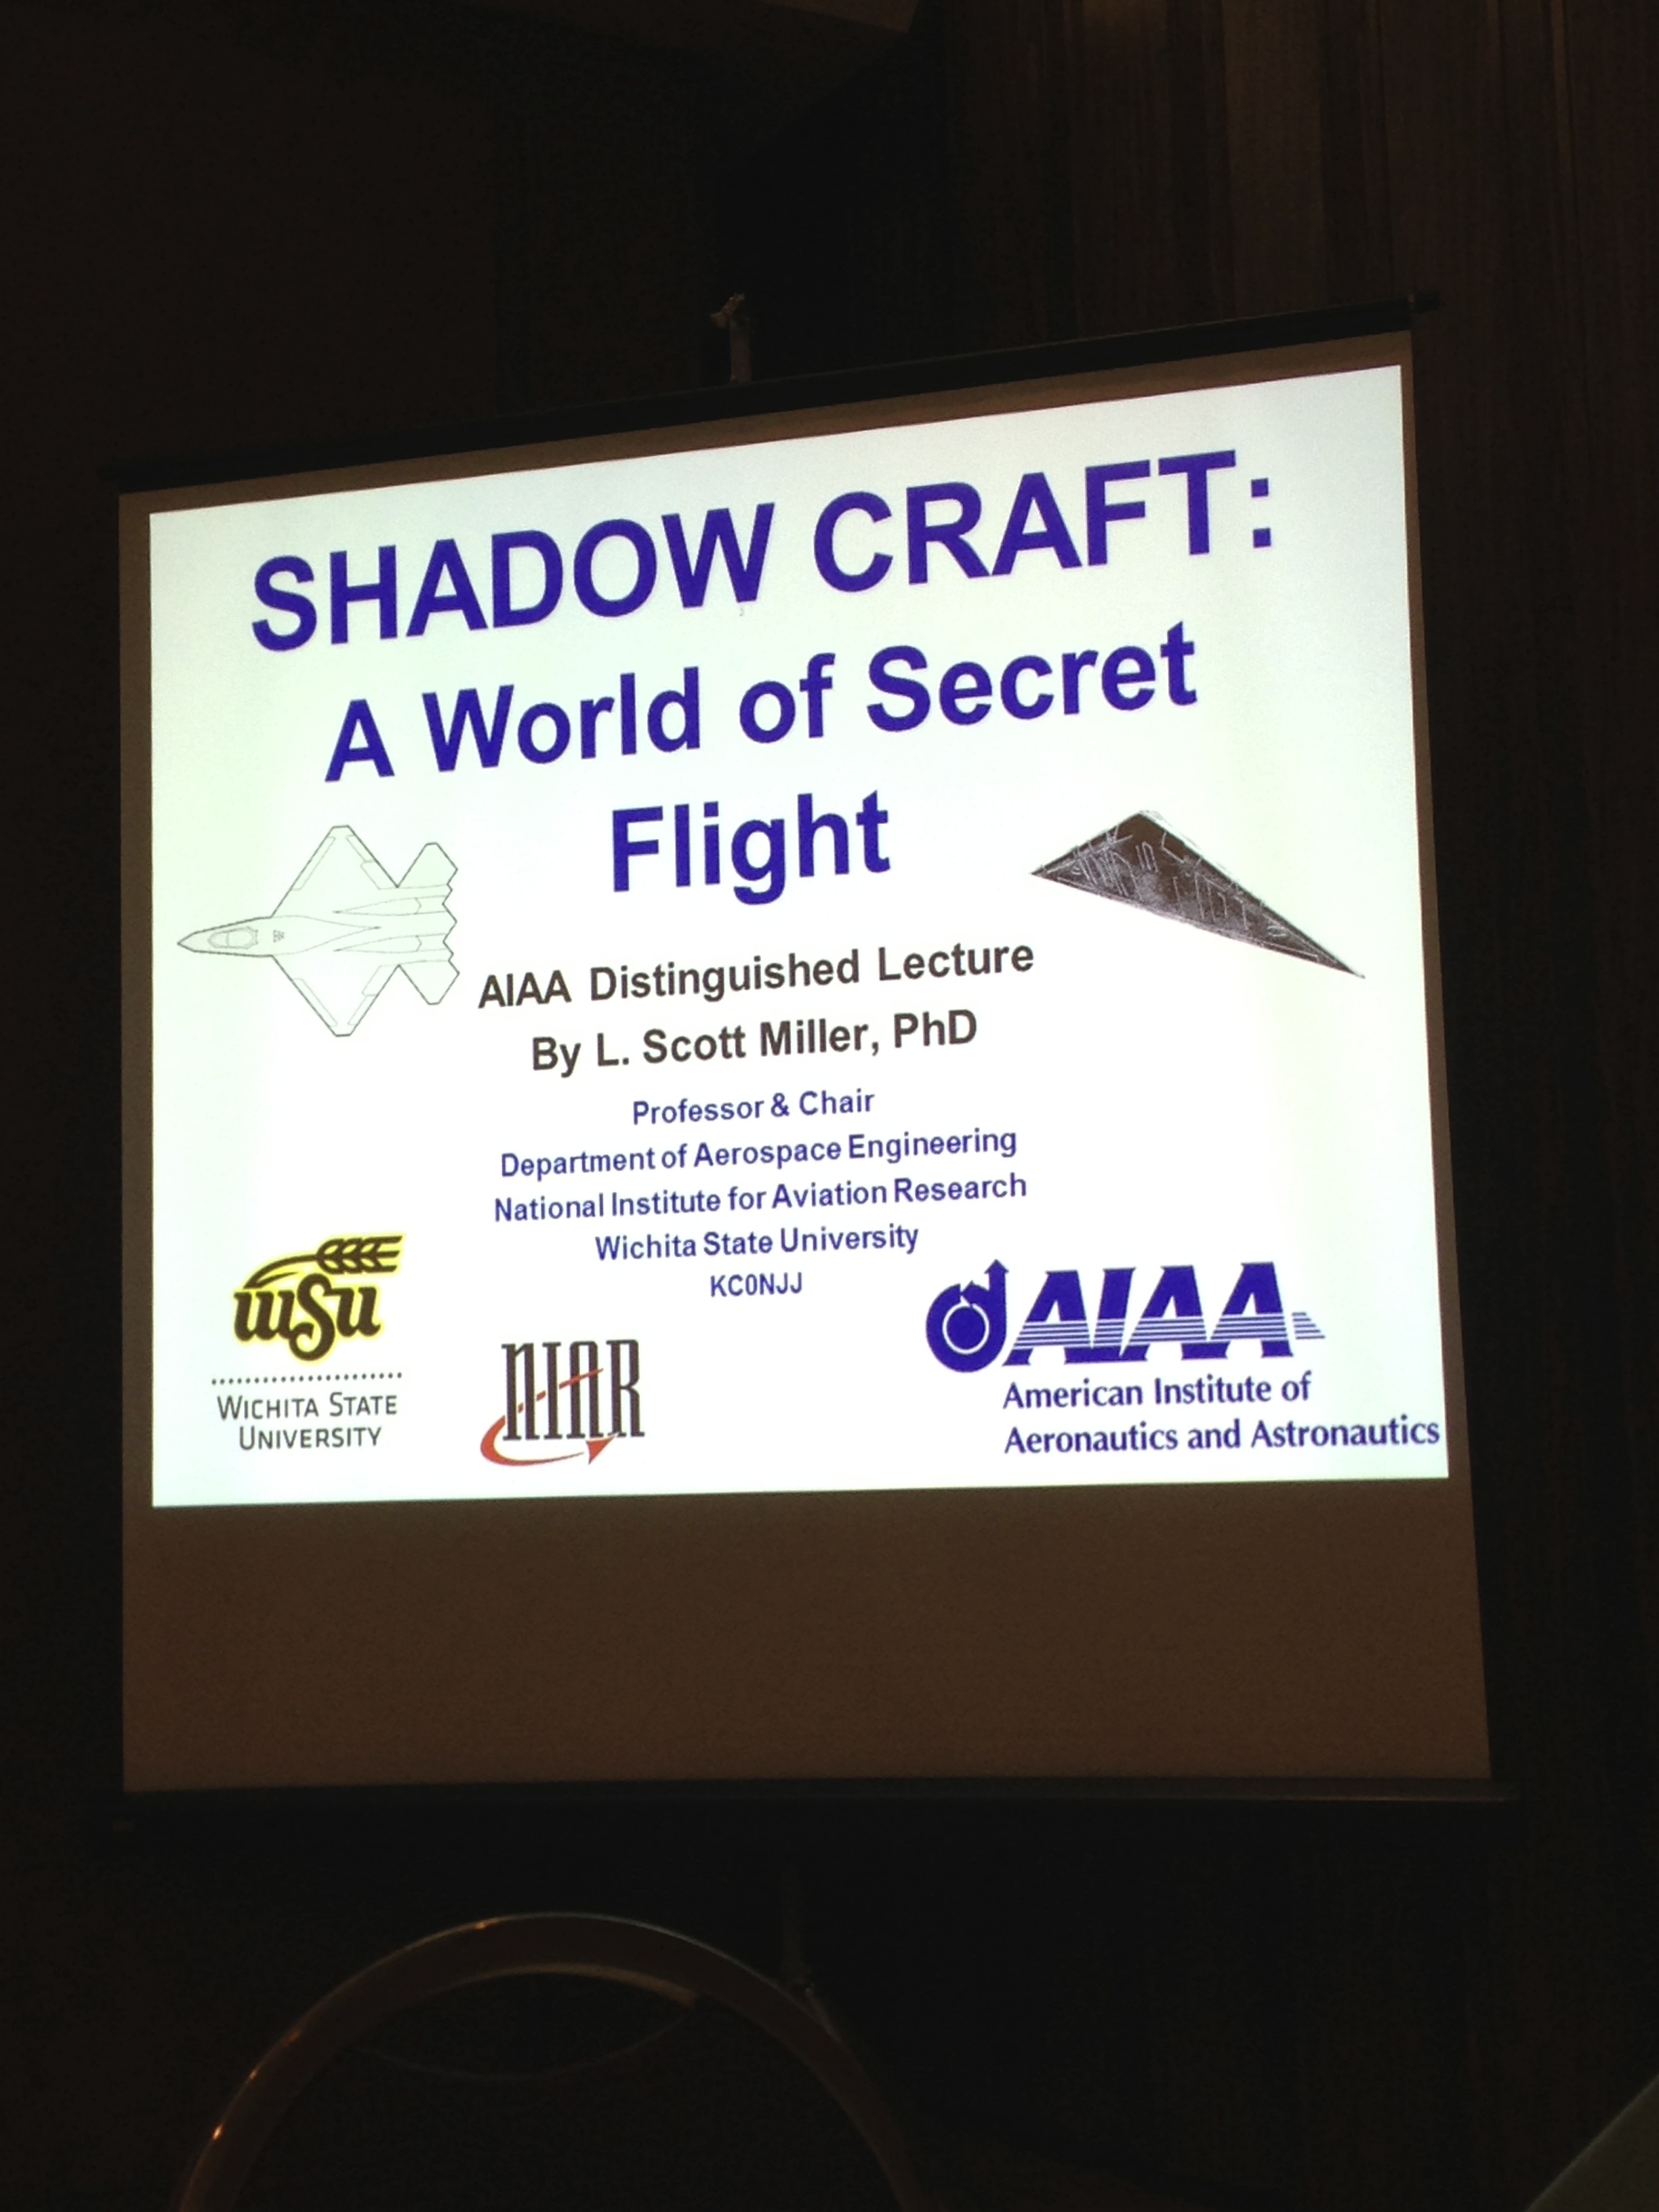 SHADOW CRAFT:
A World of Secret
Flight
AIAA Distinguished Lecture
By L. Scott Miller, PhD
Professor & Chair
Department of Aerospace Engineering
National Institute for Aviation Research
Wichita State University
KC0NJJ
WSU
WICHITA STATE
UNIVERSITY
NIAR
AIAA
American Institute of
Aeronautics and Astronautics